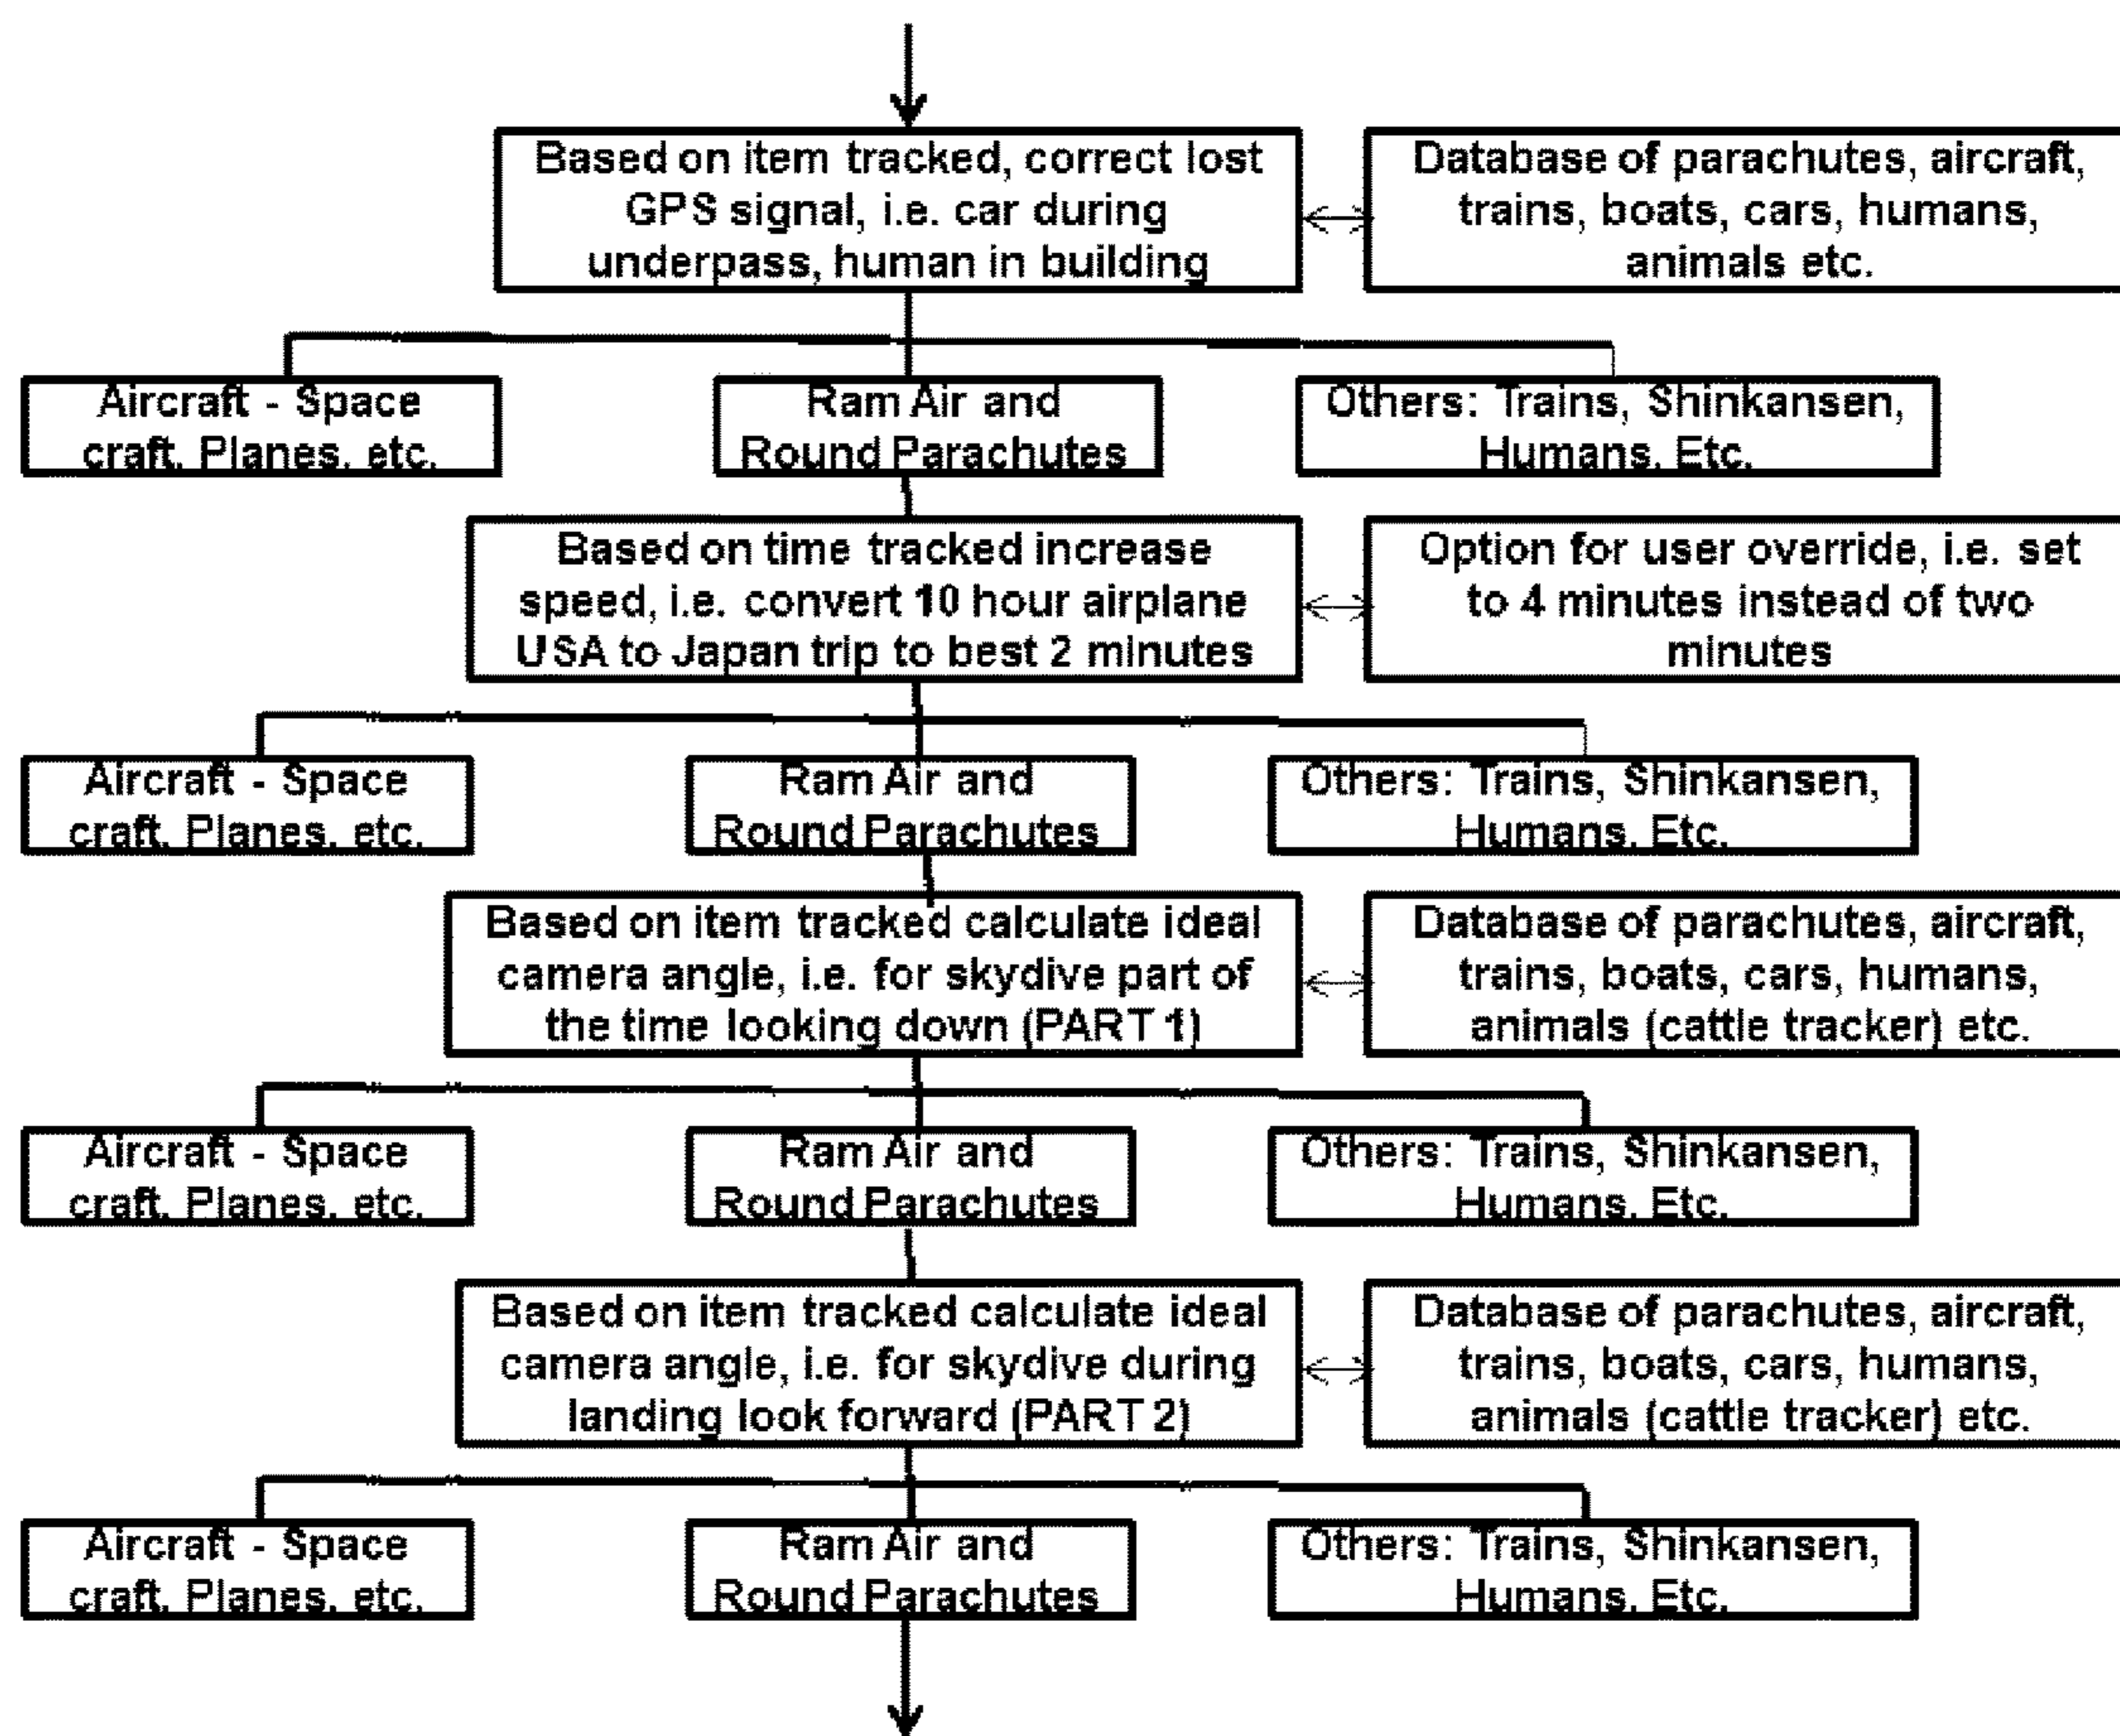 Based on item tracked, correct lost
GPS signal, i.e. car during
underpass, human in building
Database of parachutes, aircraft,
trains, boats, cars, humans,
animals etc.
Aircraft - Space
craft, Planes, etc.
Ram Air and
Round Parachutes
Others: Trains, Shinkansen,
Humans. Etc.
Based on time tracked increase
speed, i.e. convert 10 hour airplane
USA to Japan trip to best 2 minutes
Option for user override, i.e. set
to 4 minutes instead of two
minutes
Aircraft - Space
craft, Planes, etc.
Ram Air and
Round Parachutes
Others: Trains, Shinkansen,
Humans. Etc.
Based on item tracked calculate ideal
camera angle, i.e. for skydive part of
the time looking down (PART 1)
Database of parachutes, aircraft,
trains, boats, cars, humans,
animals (cattle tracker) etc.
Aircraft - Space
craft, Planes, etc.
Ram Air and
Round Parachutes
Others: Trains, Shinkansen,
Humans. Etc.
Based on item tracked calculate ideal
camera angle, i.e. for skydive during
landing look forward (PART 2)
Database of parachutes, aircraft,
trains, boats, cars, humans,
animals (cattle tracker) etc.
Aircraft - Space
craft, Planes, etc.
Ram Air and
Round Parachutes
Others: Trains, Shinkansen,
Humans. Etc.